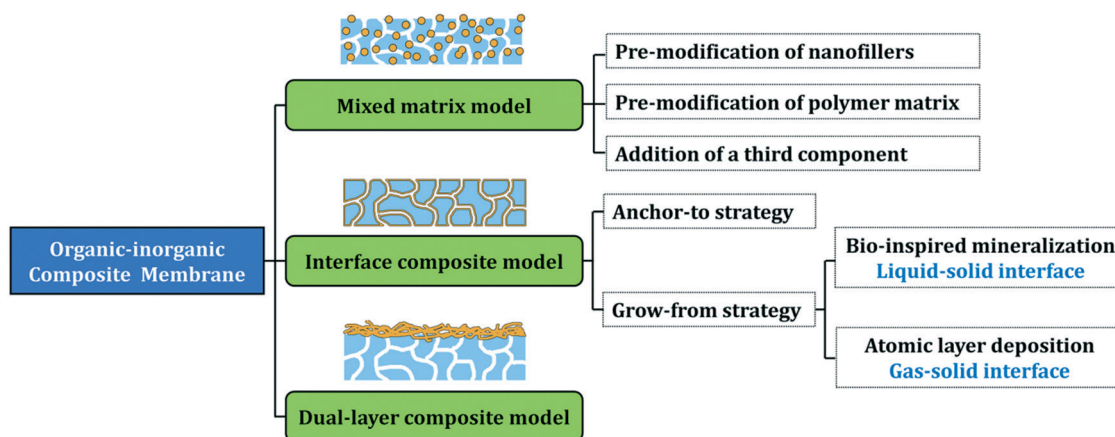 Organic-inorganic
Composite Membrane
Mixed matrix model
Pre-modification of nanofillers
Pre-modification of polymer matrix
Addition of a third component
Interface composite model
Anchor-to strategy
Grow-from strategy
Bio-inspired mineralization
Liquid-solid interface
Atomic layer deposition
Gas-solid interface
Dual-layer composite model